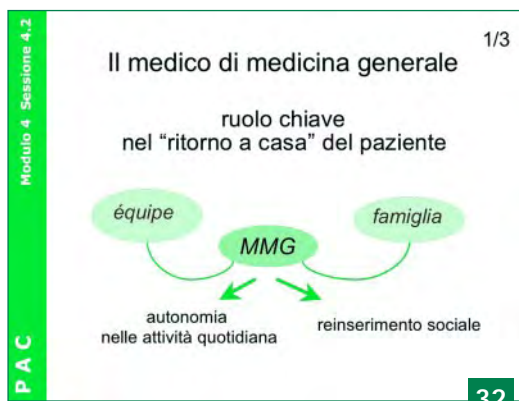 Modulo 4 Sessione 4.2
1/3
Il medico di medicina generale
ruolo chiave
nel “ritorno a casa” del paziente
équipe
famiglia
MMG
autonomia
nelle attività quotidiana
reinserimento sociale
PAC
32